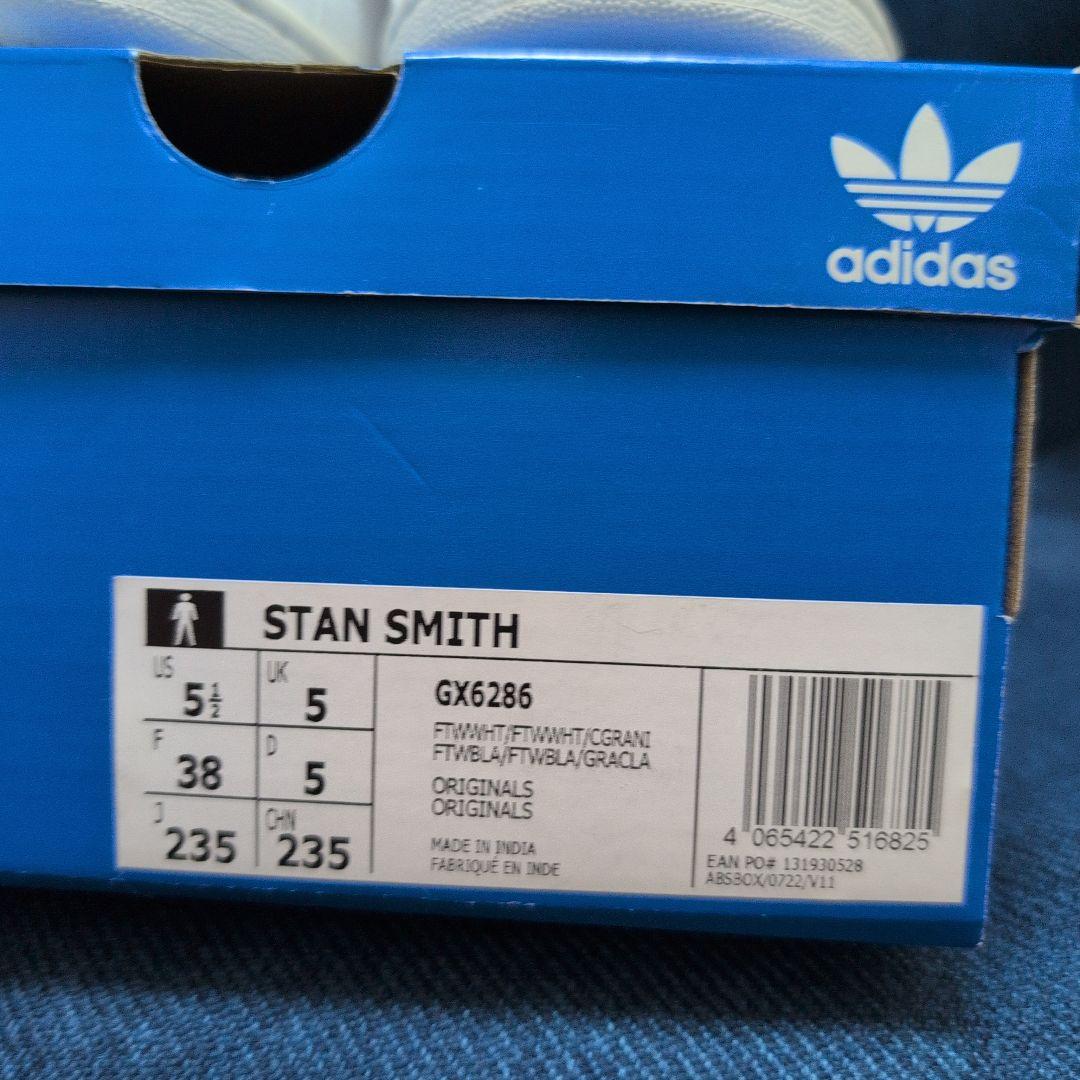 adidas
STAN SMITH
US
5½
UK
5
F
38
D
5
J
235
CHN
235
GX6286
FTWWHT/FTWWHT/CGRANI
FTWBLA/FTWBLA/GRACLA
ORIGINALS
ORIGINALS
MADE IN INDIA
FABRIQUÉ EN INDE
4 065422 516825
EAN PO# 131930528
ABSBOX/0722/V11